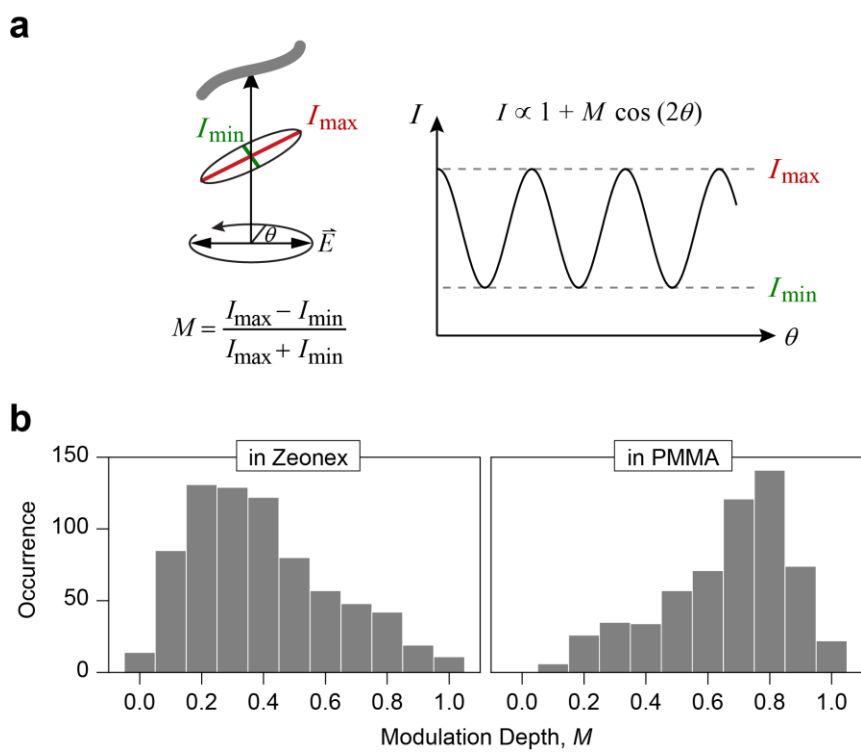 a
I ∝ 1 + M cos (2θ)
I
I_max
I_min
θ
E⃗
I_max
I_min
θ
M = (I_max − I_min) / (I_max + I_min)
b
in Zeonex
in PMMA
150
100
50
0
Occurrence
0.0 0.2 0.4 0.6 0.8 1.0
0.0 0.2 0.4 0.6 0.8 1.0
Modulation Depth, M